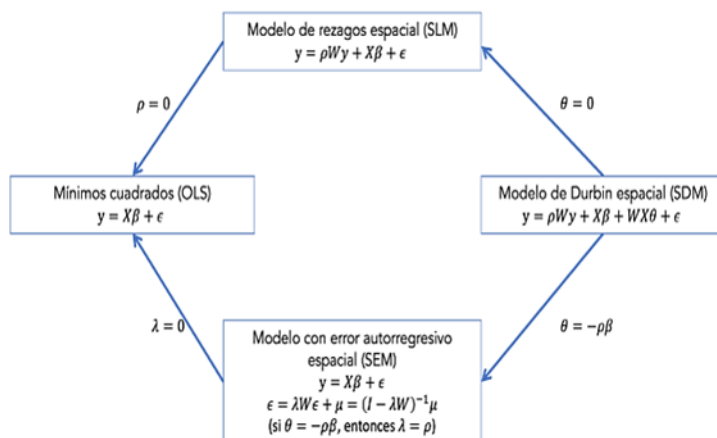 Modelo de rezagos espacial (SLM)
y = ρWy + Xβ + ϵ
ρ = 0
θ = 0
Mínimos cuadrados (OLS)
y = Xβ + ϵ
Modelo de Durbin espacial (SDM)
y = ρWy + Xβ + WXθ + ϵ
λ = 0
θ = −ρβ
Modelo con error autorregresivo
espacial (SEM)
y = Xβ + ϵ
ϵ = λWϵ + μ = (I − λW)⁻¹μ
(si θ = −ρβ, entonces λ = ρ)